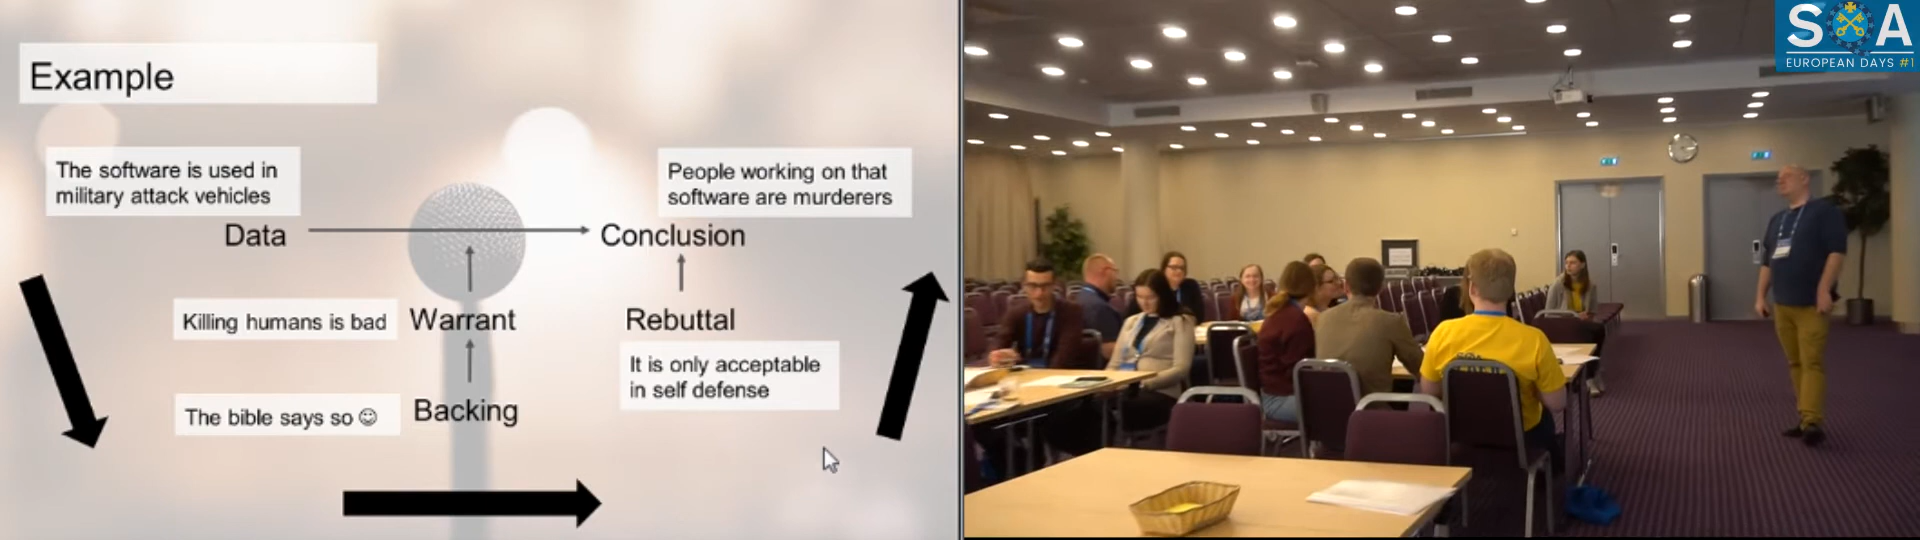 Example
The software is used in
military attack vehicles
People working on that
software are murderers
Data
Conclusion
Killing humans is bad
Warrant
Rebuttal
It is only acceptable
in self defense
The bible says so ☺
Backing
SOA
EUROPEAN DAYS #1